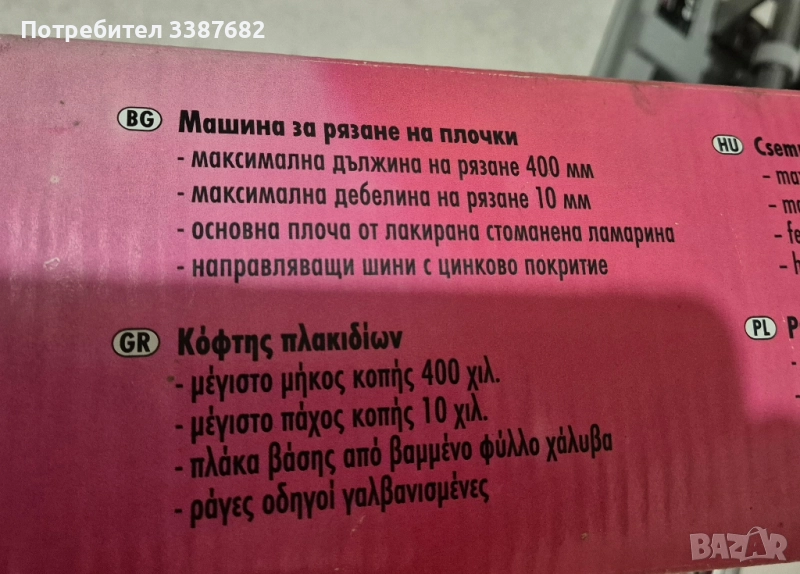 Потребител 3387682
BG Машина за рязане на плочки
- максимална дължина на рязане 400 мм
- максимална дебелина на рязане 10 мм
- основна плоча от лакирана стоманена ламарина
- направляващи шини с цинково покритие
GR Κόφτης πλακιδίων
- μέγιστο μήκος κοπής 400 χιλ.
- μέγιστο πάχος κοπής 10 χιλ.
- πλάκα βάσης από βαμμένο φύλλο χάλυβα
- ράγες οδηγοί γαλβανισμένες
HU
PL
BAZAR